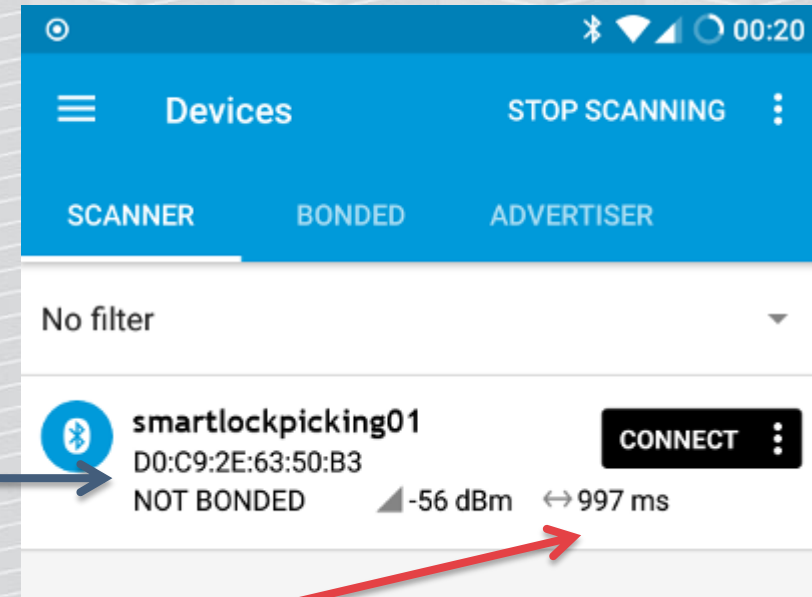 00:20
Devices STOP SCANNING
SCANNER BONDED ADVERTISER
No filter
smartlockpicking01
CONNECT
D0:C9:2E:63:50:B3
NOT BONDED -56 dBm 997 ms